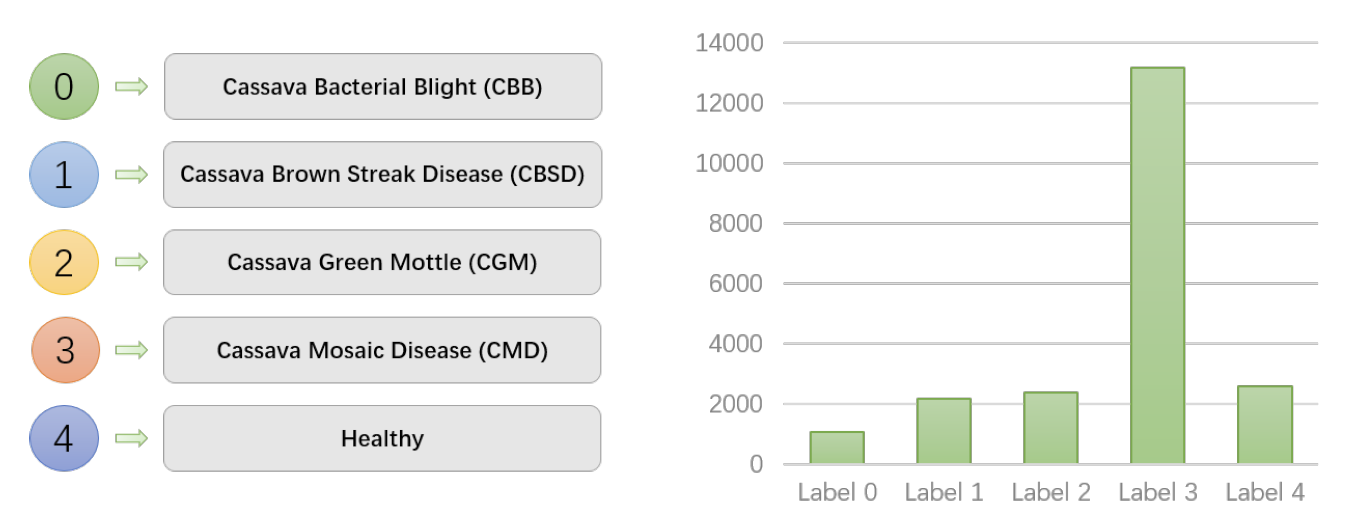 0
Cassava Bacterial Blight (CBB)
1
Cassava Brown Streak Disease (CBSD)
2
Cassava Green Mottle (CGM)
3
Cassava Mosaic Disease (CMD)
4
Healthy
14000
12000
10000
8000
6000
4000
2000
0
Label 0 Label 1 Label 2 Label 3 Label 4